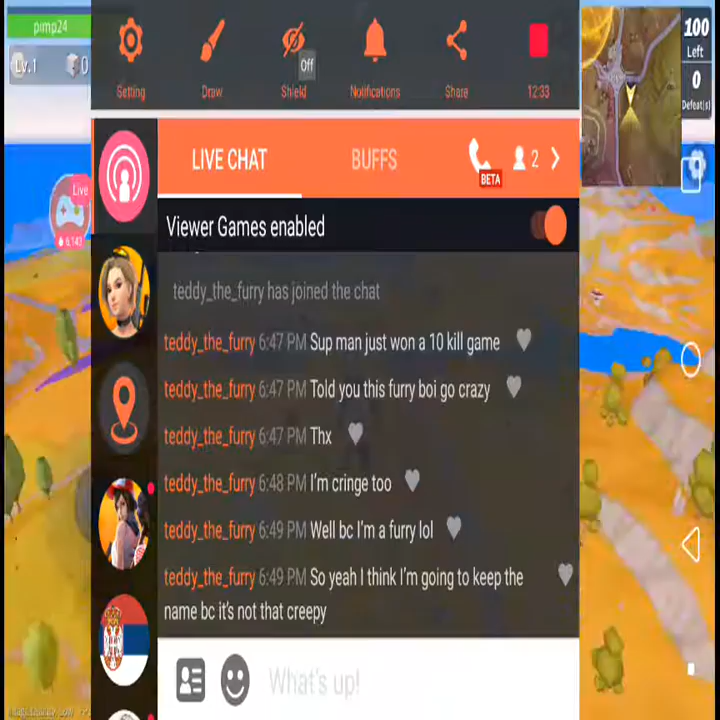 pimp24
Lv.1
0
Setting
Draw
Off
Shield
Notifications
Share
12:33
100
Left
0
Defeat(s)
Live
6,143
LIVE CHAT
BUFFS
BETA
2
Viewer Games enabled
teddy_the_furry has joined the chat
teddy_the_furry 6:47 PM Sup man just won a 10 kill game
teddy_the_furry 6:47 PM Told you this furry boi go crazy
teddy_the_furry 6:47 PM Thx
teddy_the_furry 6:48 PM I'm cringe too
teddy_the_furry 6:49 PM Well bc I'm a furry lol
teddy_the_furry 6:49 PM So yeah I think I'm going to keep the
name bc it's not that creepy
What's up!